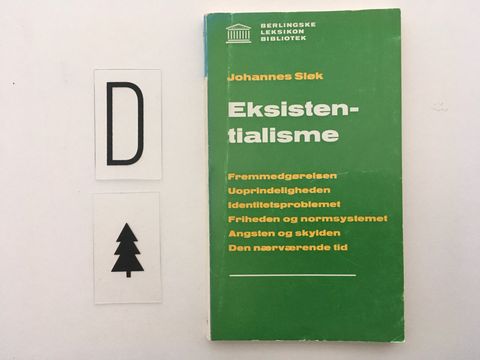 D
BERLINGSKE
LEKSIKON
BIBLIOTEK
Johannes Sløk
Eksisten-
tialisme
Fremmedgørelsen
Uoprindeligheden
Identitetsproblemet
Friheden og normsystemet
Angsten og skylden
Den nærværende tid